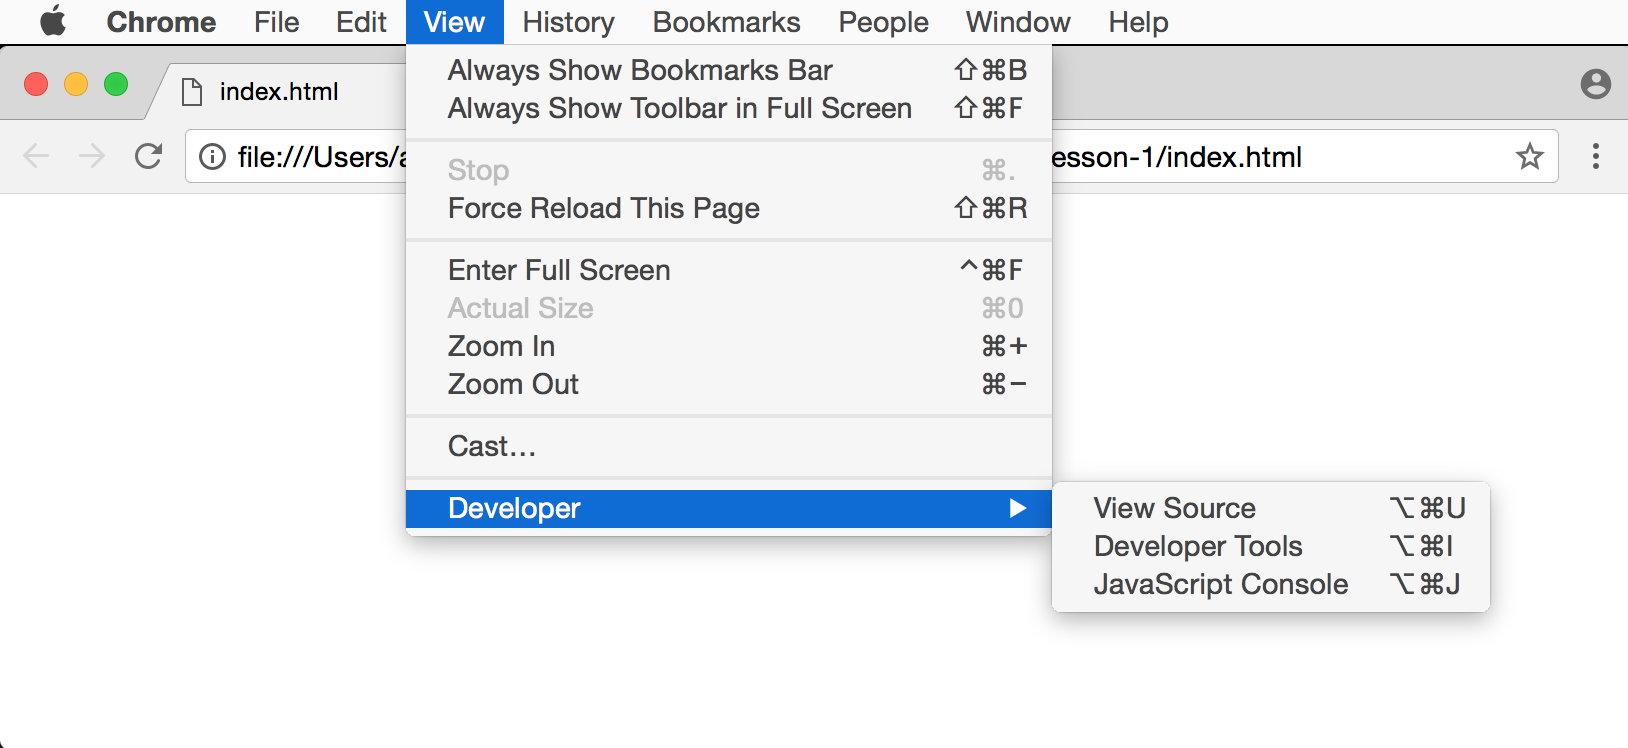 Chrome File Edit View History Bookmarks People Window Help
index.html
file:///Users/
esson-1/index.html
Always Show Bookmarks Bar ⇧⌘B
Always Show Toolbar in Full Screen ⇧⌘F
Stop ⌘.
Force Reload This Page ⇧⌘R
Enter Full Screen ^⌘F
Actual Size ⌘0
Zoom In ⌘+
Zoom Out ⌘−
Cast…
Developer ▶
View Source ⌥⌘U
Developer Tools ⌥⌘I
JavaScript Console ⌥⌘J